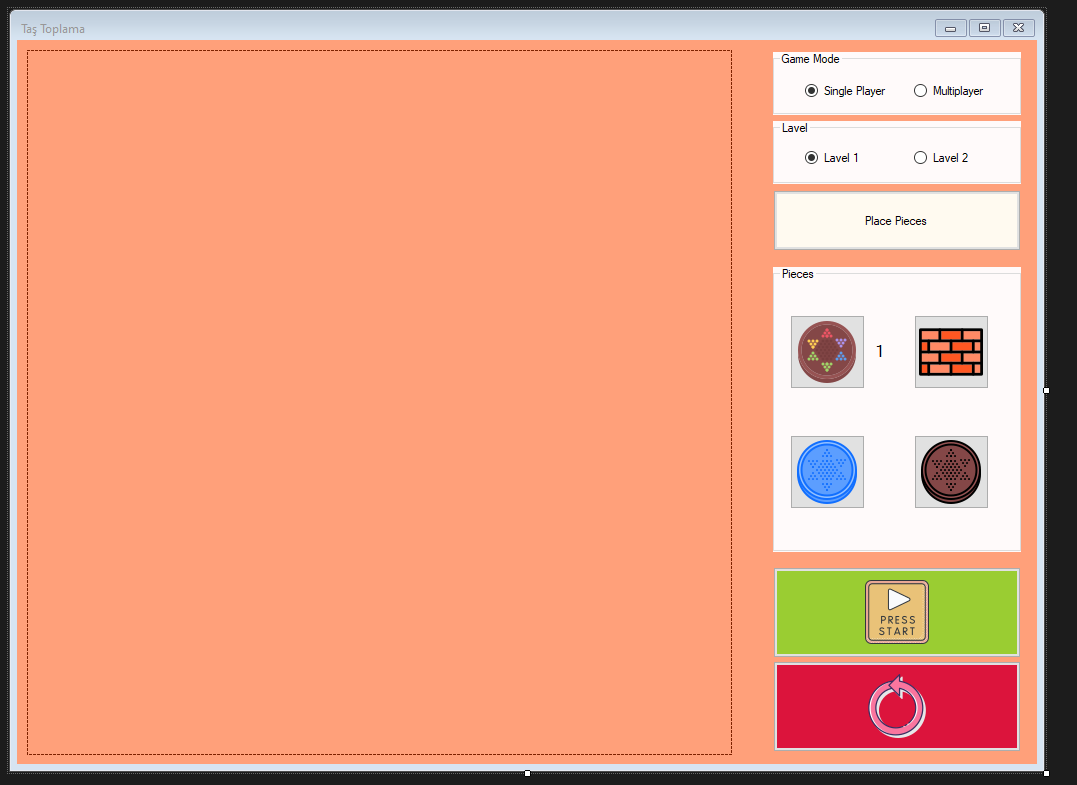 Taş Toplama
Game Mode
Single Player
Multiplayer
Lavel
Lavel 1
Lavel 2
Place Pieces
Pieces
1
PRESS
START